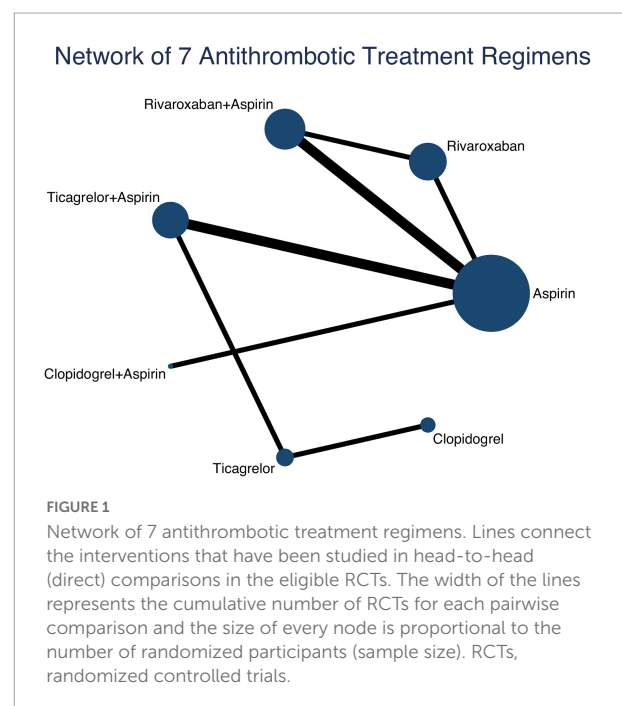 Network of 7 Antithrombotic Treatment Regimens
Rivaroxaban+Aspirin
Rivaroxaban
Ticagrelor+Aspirin
Aspirin
Clopidogrel+Aspirin
Clopidogrel
Ticagrelor
FIGURE 1
Network of 7 antithrombotic treatment regimens. Lines connect
the interventions that have been studied in head-to-head
(direct) comparisons in the eligible RCTs. The width of the lines
represents the cumulative number of RCTs for each pairwise
comparison and the size of every node is proportional to the
number of randomized participants (sample size). RCTs,
randomized controlled trials.